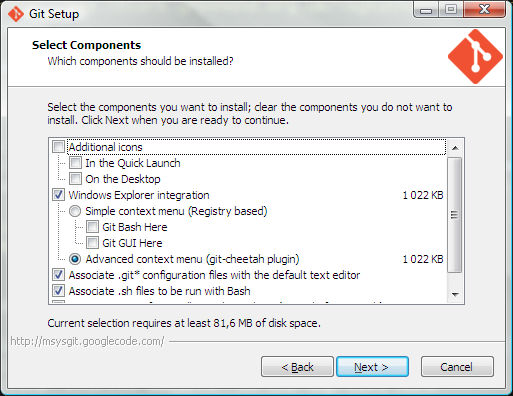 Git Setup
Select Components
Which components should be installed?
Select the components you want to install; clear the components you do not want to
install. Click Next when you are ready to continue.
Additional icons
In the Quick Launch
On the Desktop
Windows Explorer integration 1 022 KB
Simple context menu (Registry based)
Git Bash Here
Git GUI Here
Advanced context menu (git-cheetah plugin) 1 022 KB
Associate .git* configuration files with the default text editor
Associate .sh files to be run with Bash
Current selection requires at least 81,6 MB of disk space.
http://msysgit.googlecode.com/
< Back Next > Cancel